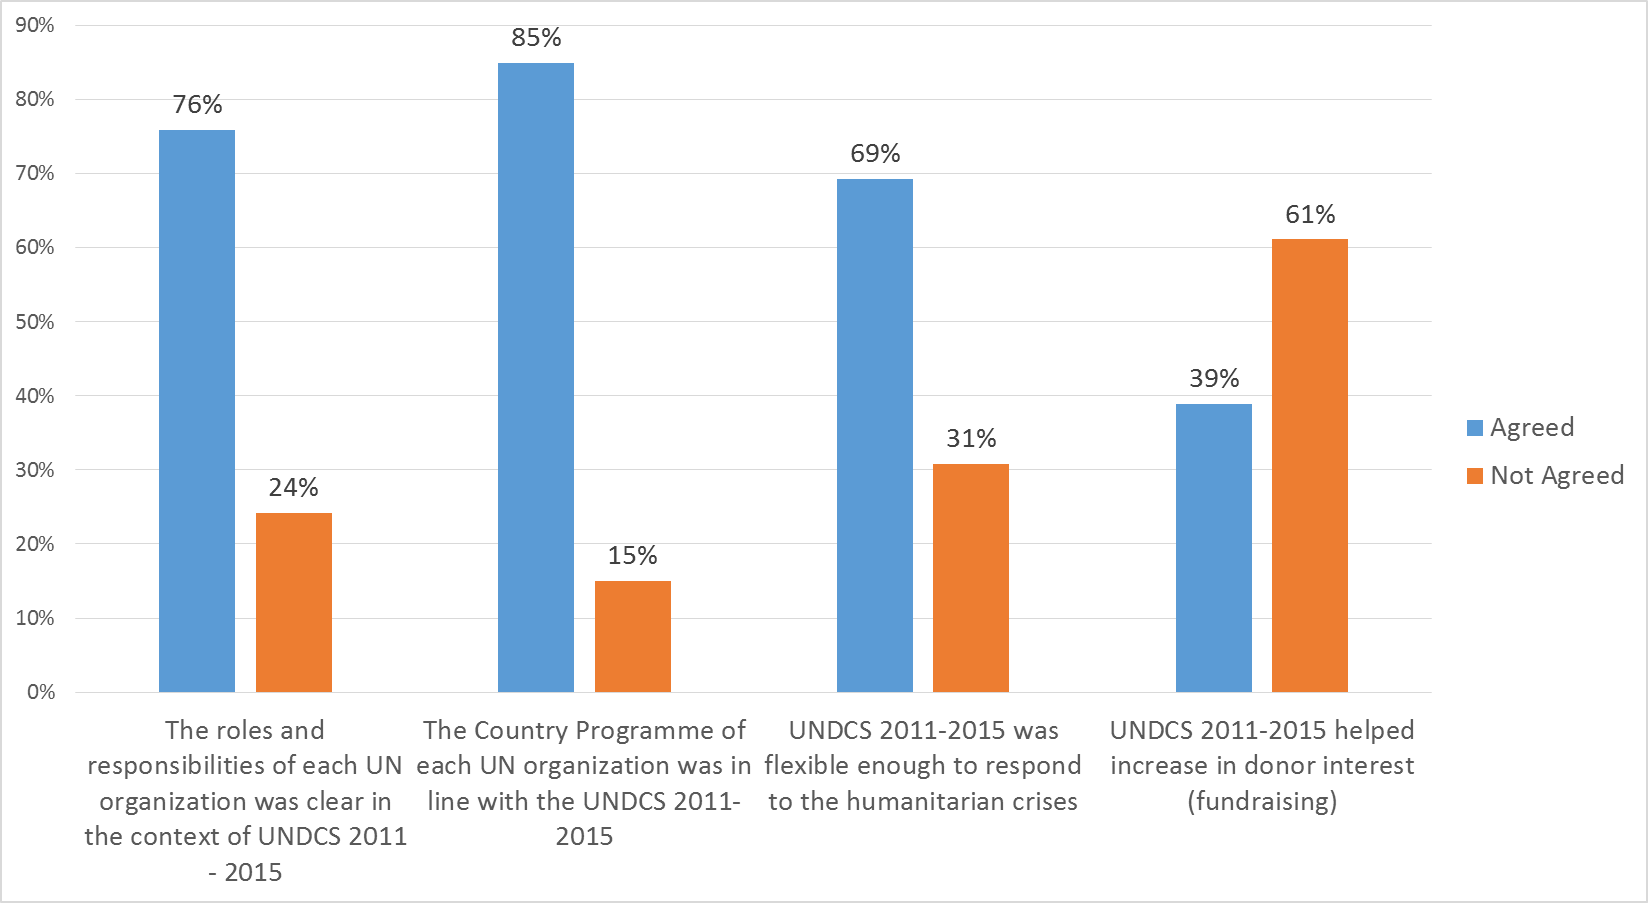 90%
80%
70%
60%
50%
40%
30%
20%
10%
0%
76%
24%
85%
15%
69%
31%
39%
61%
The roles and
responsibilities of each UN
organization was clear in
the context of UNDCS 2011
- 2015
The Country Programme of
each UN organization was in
line with the UNDCS 2011-
2015
UNDCS 2011-2015 was
flexible enough to respond
to the humanitarian crises
UNDCS 2011-2015 helped
increase in donor interest
(fundraising)
Agreed
Not Agreed